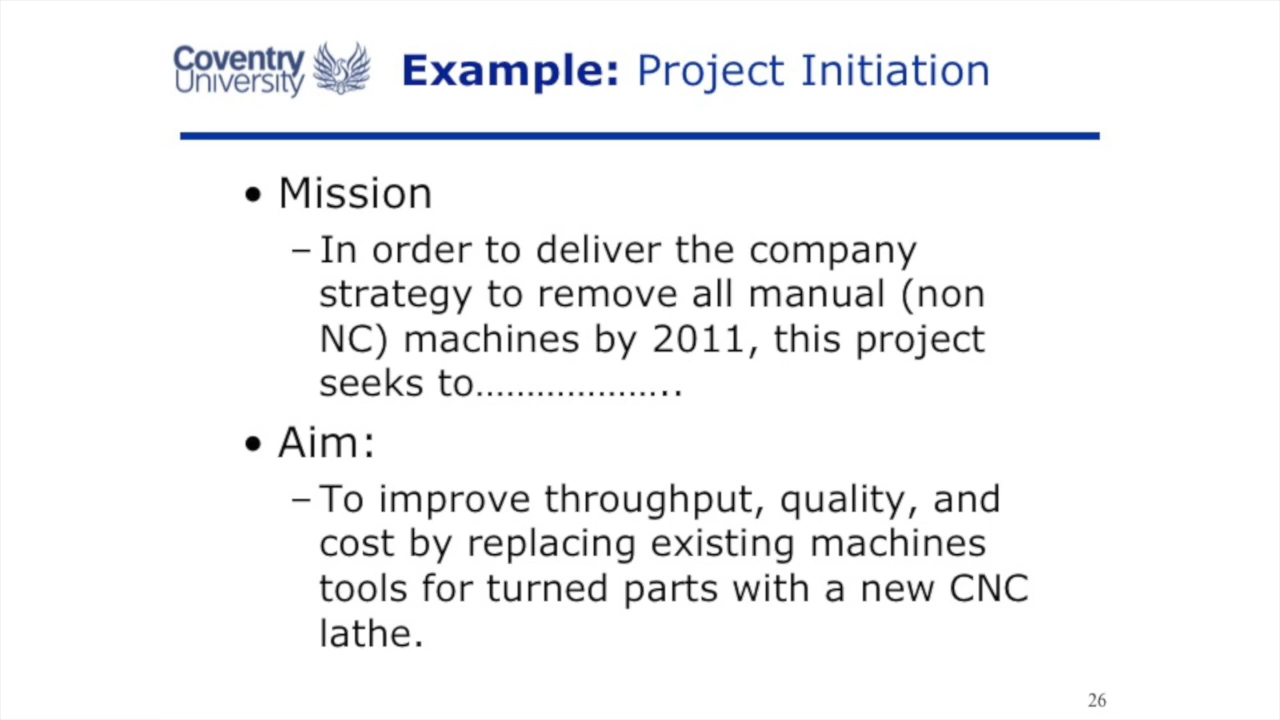 Coventry
University
Example: Project Initiation
• Mission
– In order to deliver the company
strategy to remove all manual (non
NC) machines by 2011, this project
seeks to………………..
• Aim:
– To improve throughput, quality, and
cost by replacing existing machines
tools for turned parts with a new CNC
lathe.
26